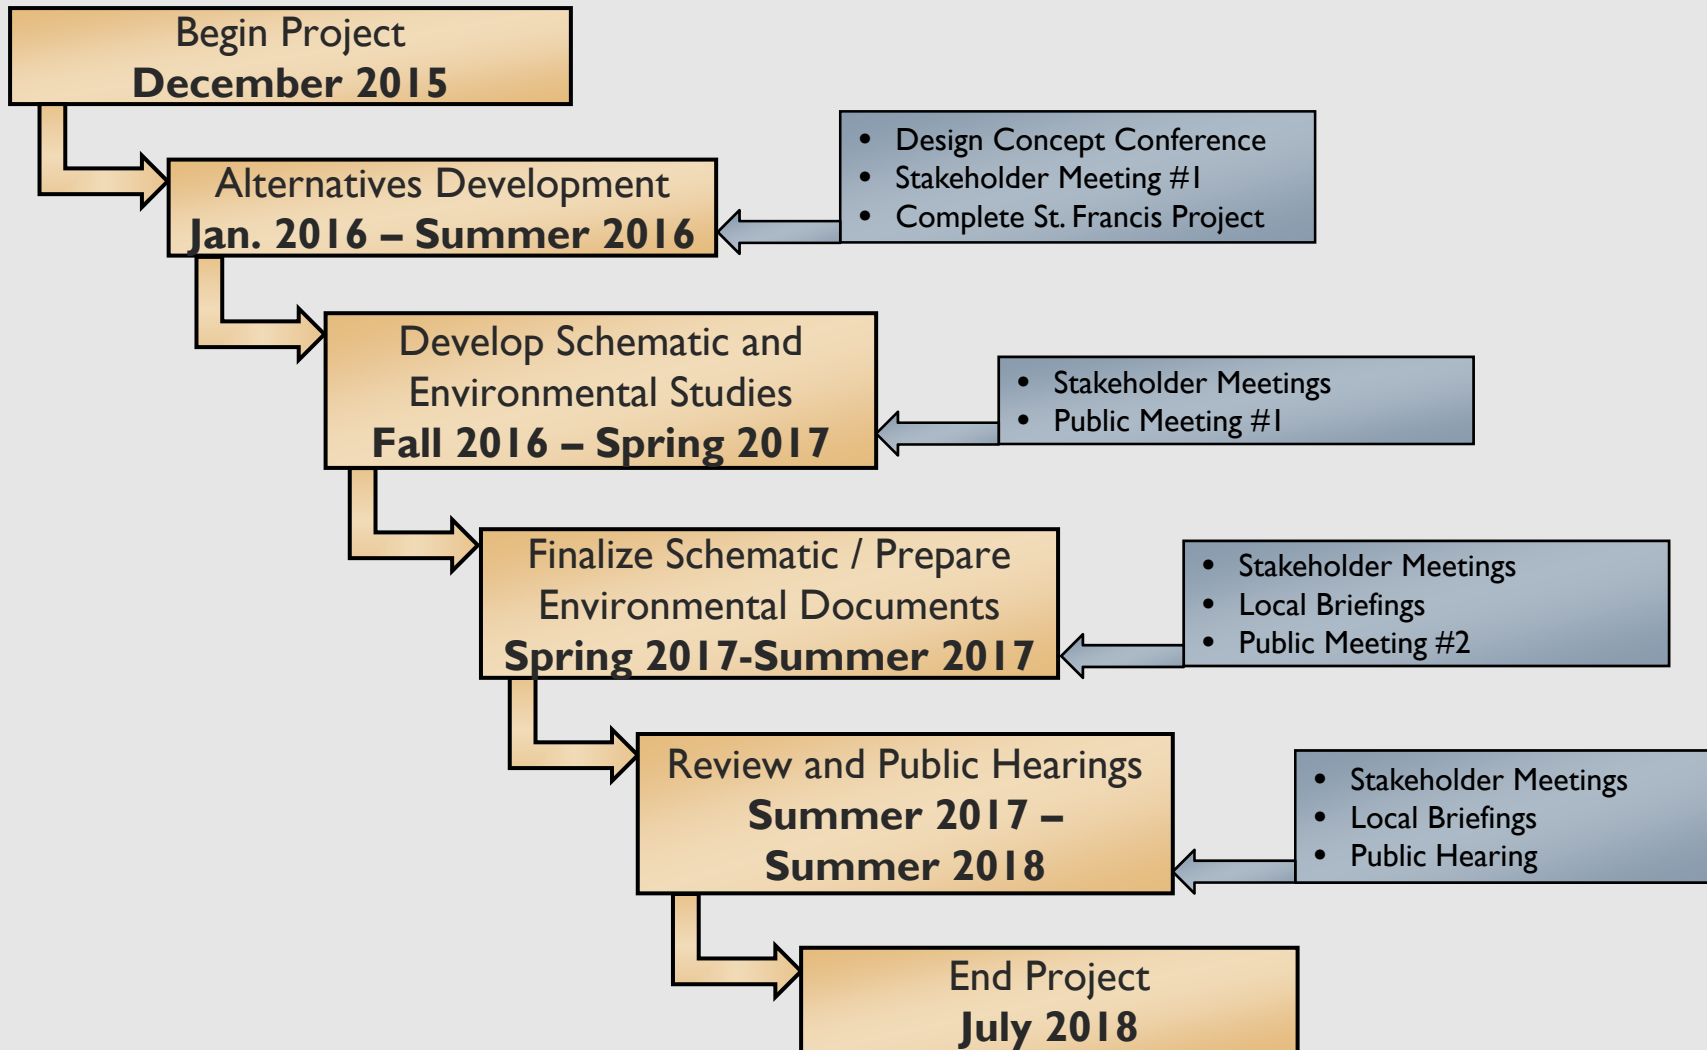 Begin Project
December 2015
Alternatives Development
Jan. 2016 – Summer 2016
• Design Concept Conference
• Stakeholder Meeting #1
• Complete St. Francis Project
Develop Schematic and
Environmental Studies
Fall 2016 – Spring 2017
• Stakeholder Meetings
• Public Meeting #1
Finalize Schematic / Prepare
Environmental Documents
Spring 2017-Summer 2017
• Stakeholder Meetings
• Local Briefings
• Public Meeting #2
Review and Public Hearings
Summer 2017 –
Summer 2018
• Stakeholder Meetings
• Local Briefings
• Public Hearing
End Project
July 2018